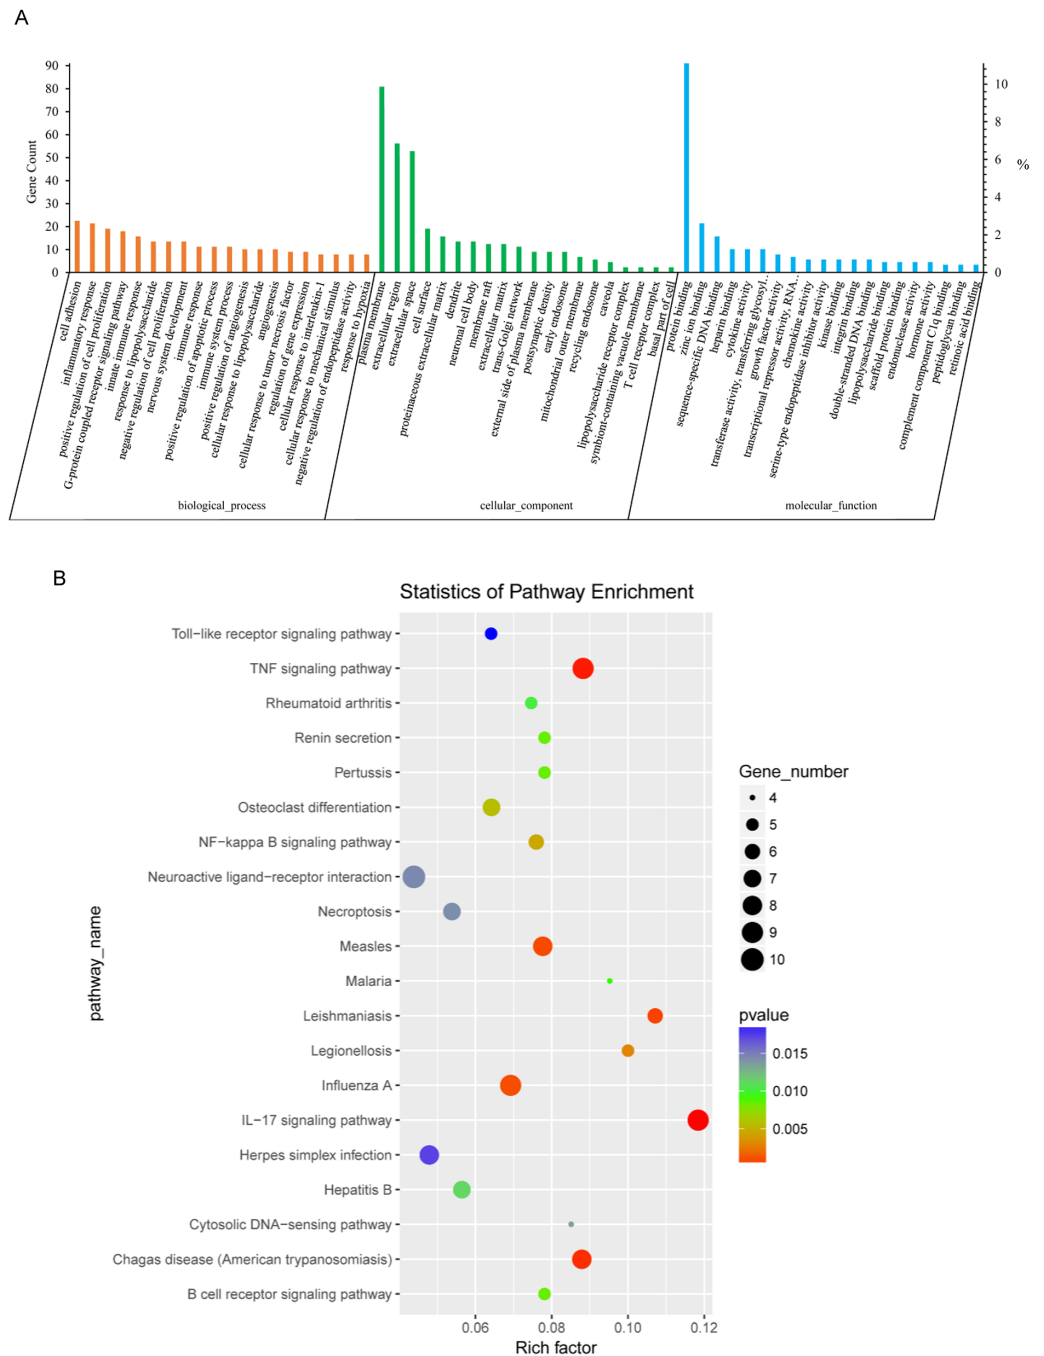 A
90
80
70
60
50
40
30
20
10
0
Gene Count
10
8
6
4
2
0
%
cell adhesion
inflammatory response
positive regulation of cell proliferation
G-protein coupled receptor signaling pathway
innate immune response
response to lipopolysaccharide
negative regulation of cell proliferation
nervous system development
immune response
positive regulation of apoptotic process
immune system process
positive regulation of angiogenesis
cellular response to lipopolysaccharide
angiogenesis
cellular response to tumor necrosis factor
regulation of gene expression
cellular response to interleukin-1
cellular response to mechanical stimulus
negative regulation of endopeptidase activity
response to hypoxia
plasma membrane
extracellular region
extracellular space
cell surface
proteinaceous extracellular matrix
dendrite
neuronal cell body
membrane raft
extracellular matrix
trans-Golgi network
external side of plasma membrane
postsynaptic density
early endosome
mitochondrial outer membrane
recycling endosome
caveola
lipopolysaccharide receptor complex
symbiont-containing vacuole membrane
T cell receptor complex
basal part of cell
protein binding
zinc ion binding
sequence-specific DNA binding
heparin binding
cytokine activity
transferase activity, transferring glycosyl...
growth factor activity
transcriptional repressor activity, RNA...
chemokine activity
serine-type endopeptidase inhibitor activity
kinase binding
integrin binding
double-stranded DNA binding
lipopolysaccharide binding
scaffold protein binding
endonuclease activity
hormone activity
complement component C1q binding
peptidoglycan binding
retinoic acid binding
biological_process
cellular_component
molecular_function
B
Statistics of Pathway Enrichment
pathway_name
Toll−like receptor signaling pathway
TNF signaling pathway
Rheumatoid arthritis
Renin secretion
Pertussis
Osteoclast differentiation
NF−kappa B signaling pathway
Neuroactive ligand−receptor interaction
Necroptosis
Measles
Malaria
Leishmaniasis
Legionellosis
Influenza A
IL−17 signaling pathway
Herpes simplex infection
Hepatitis B
Cytosolic DNA−sensing pathway
Chagas disease (American trypanosomiasis)
B cell receptor signaling pathway
0.06 0.08 0.10 0.12
Rich factor
Gene_number
4
5
6
7
8
9
10
pvalue
0.015
0.010
0.005